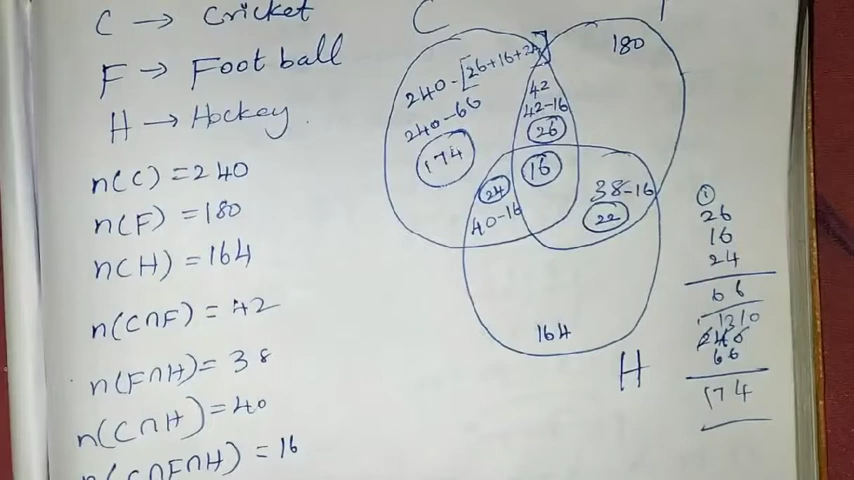 C → Cricket
F → Foot ball
H → Hockey
n(C) = 240
n(F) = 180
n(H) = 164
n(C∩F) = 42
n(F∩H) = 38
n(C∩H) = 40
n(C∩F∩H) = 16
C
240-[26+16+24]
240-66
174
180
42
42-16
26
16
24
40-16
38-16
22
164
H
①
26
16
24
66
1310
240
66
174